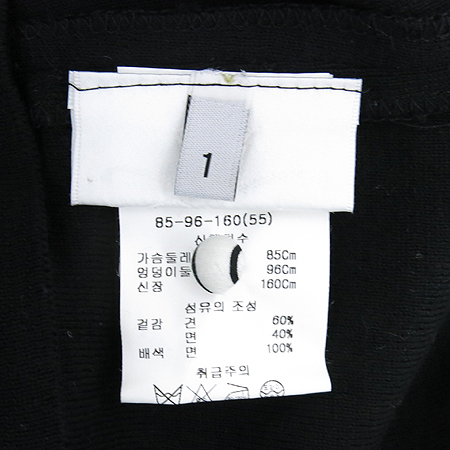 1
85-96-160(55)
가슴둘레 85Cm
엉덩이둘 96Cm
신장 160Cm
섬유의 조성
겉감 견 60%
면 40%
배색 면 100%
취급주의